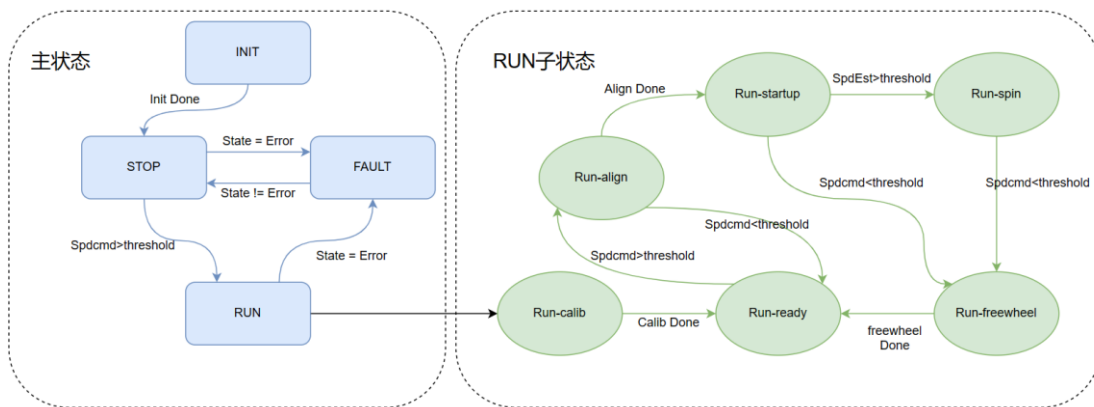 主状态
INIT
Init Done
STOP
State = Error
FAULT
State != Error
Spdcmd>threshold
State = Error
RUN
RUN子状态
Align Done
Run-startup
SpdEst>threshold
Run-spin
Run-align
Spdcmd<threshold
Spdcmd<threshold
Spdcmd<threshold
Spdcmd>threshold
Run-calib
Calib Done
Run-ready
freewheel
Done
Run-freewheel